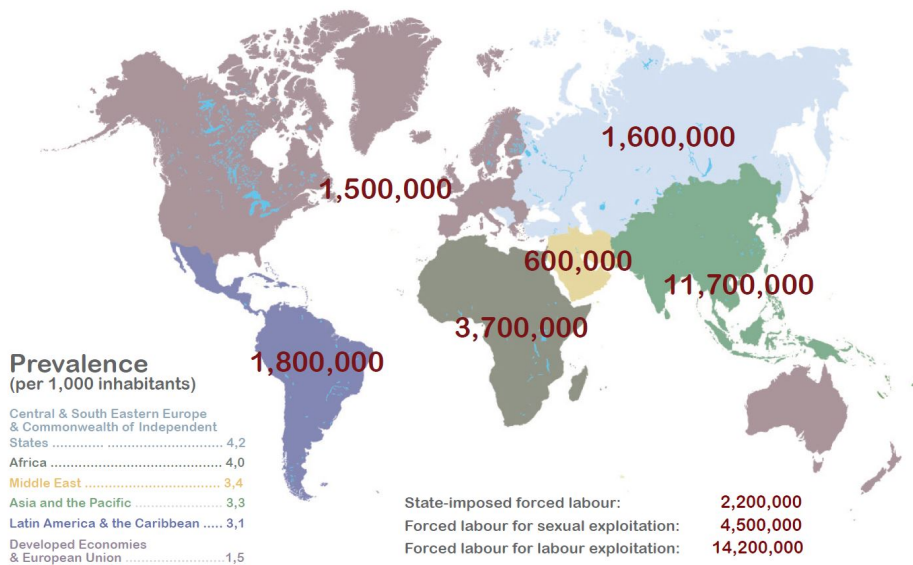 1,600,000
1,500,000
600,000
11,700,000
3,700,000
1,800,000
Prevalence
(per 1,000 inhabitants)
Central & South Eastern Europe
& Commonwealth of Independent
States ............ ........................... 4,2
Africa ........................................ 4,0
Middle East ............................... 3,4
Asia and the Pacific ................... 3,3
Latin America & the Caribbean ..... 3,1
Developed Economies
& European Union ..................... 1,5
State-imposed forced labour: 2,200,000
Forced labour for sexual exploitation: 4,500,000
Forced labour for labour exploitation: 14,200,000